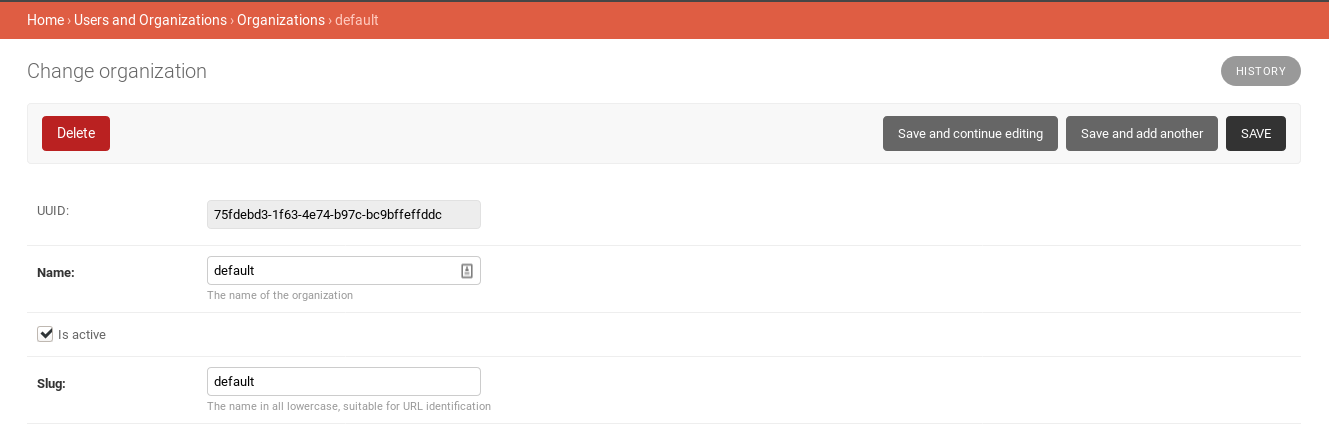 Home › Users and Organizations › Organizations › default
Change organization
HISTORY
Delete
Save and continue editing
Save and add another
SAVE
UUID:
75fdebd3-1f63-4e74-b97c-bc9bffeffddc
Name:
default
The name of the organization
Is active
Slug:
default
The name in all lowercase, suitable for URL identification